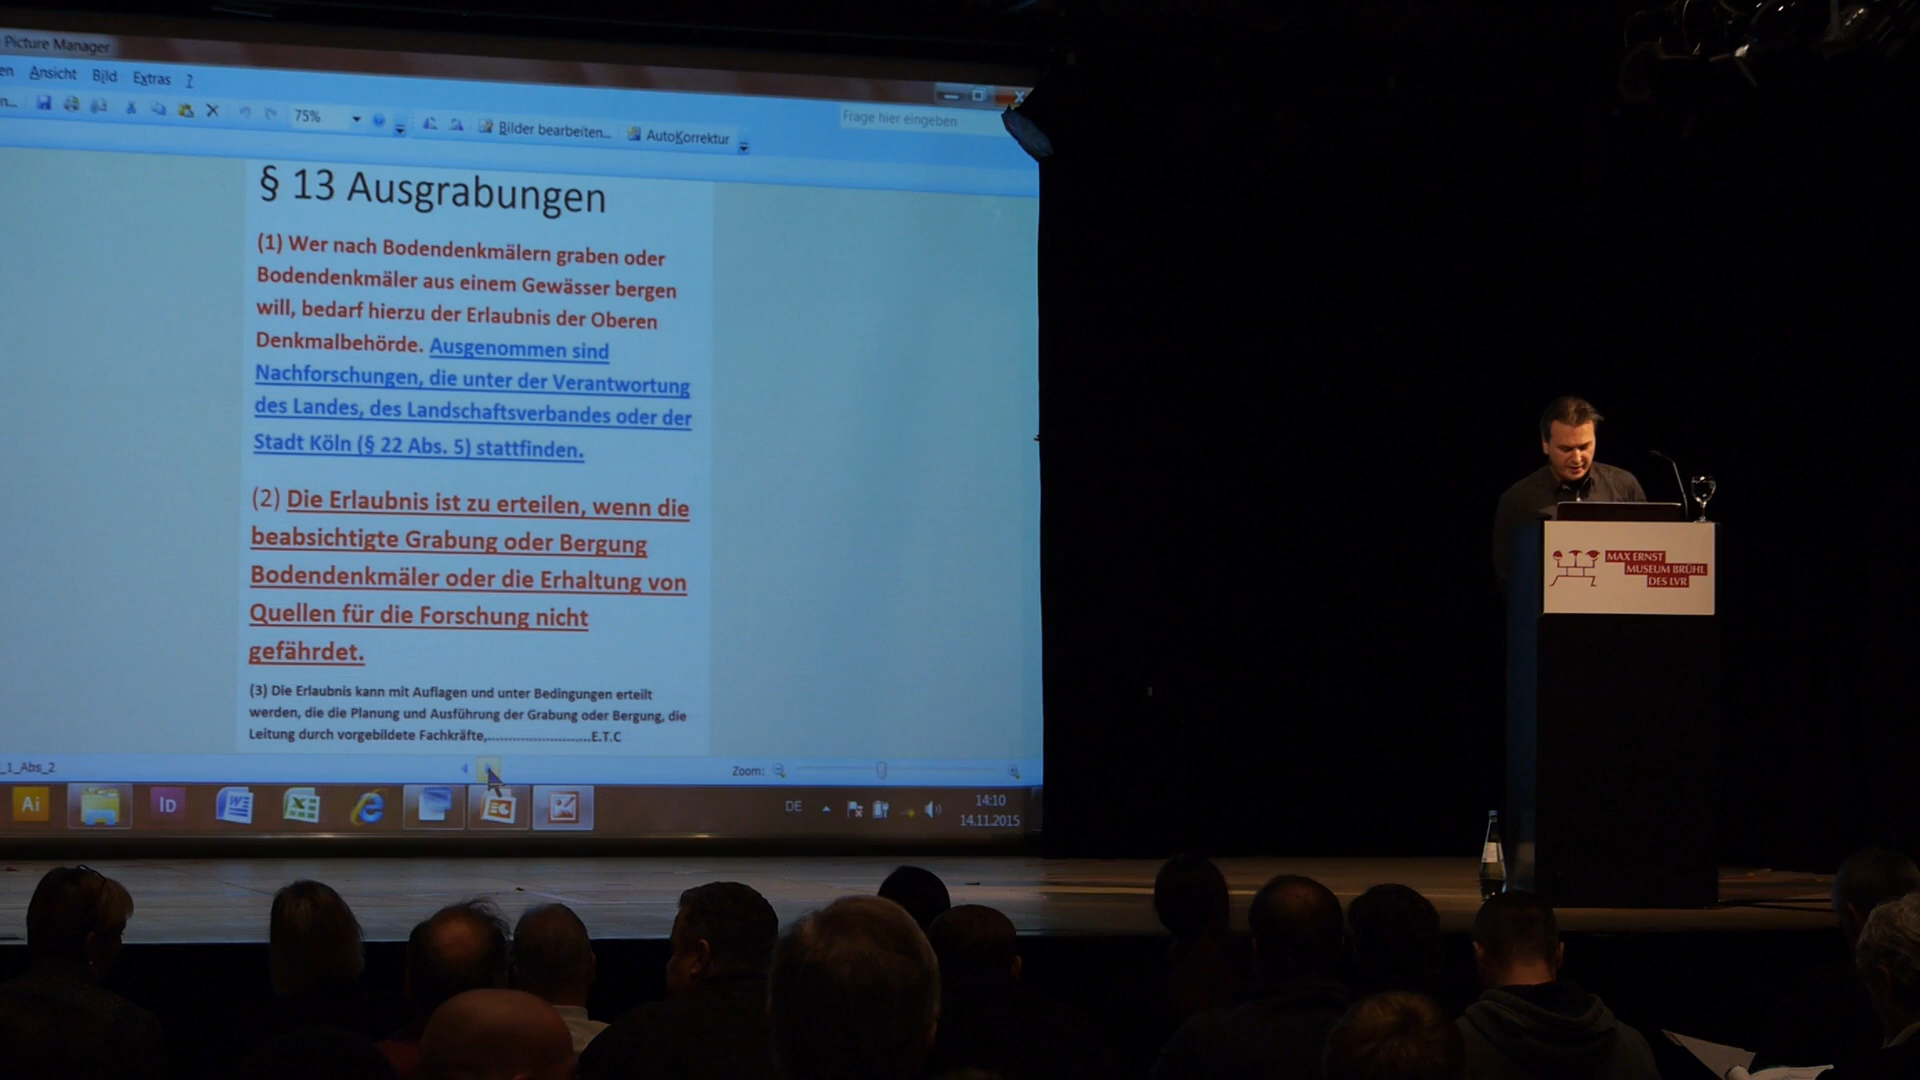 Picture Manager
en Ansicht Bild Extras ?
n... 75% Bilder bearbeiten... AutoKorrektur
Frage hier eingeben
§ 13 Ausgrabungen
(1) Wer nach Bodendenkmälern graben oder
Bodendenkmäler aus einem Gewässer bergen
will, bedarf hierzu der Erlaubnis der Oberen
Denkmalbehörde. Ausgenommen sind
Nachforschungen, die unter der Verantwortung
des Landes, des Landschaftsverbandes oder der
Stadt Köln (§ 22 Abs. 5) stattfinden.
(2) Die Erlaubnis ist zu erteilen, wenn die
beabsichtigte Grabung oder Bergung
Bodendenkmäler oder die Erhaltung von
Quellen für die Forschung nicht
gefährdet.
(3) Die Erlaubnis kann mit Auflagen und unter Bedingungen erteilt
werden, die die Planung und Ausführung der Grabung oder Bergung, die
Leitung durch vorgebildete Fachkräfte,..........................E.T.C
_1_Abs_2
Zoom:
Ai
ID
DE
14:10
14.11.2015
MAX ERNST
MUSEUM BRÜHL
DES LVR